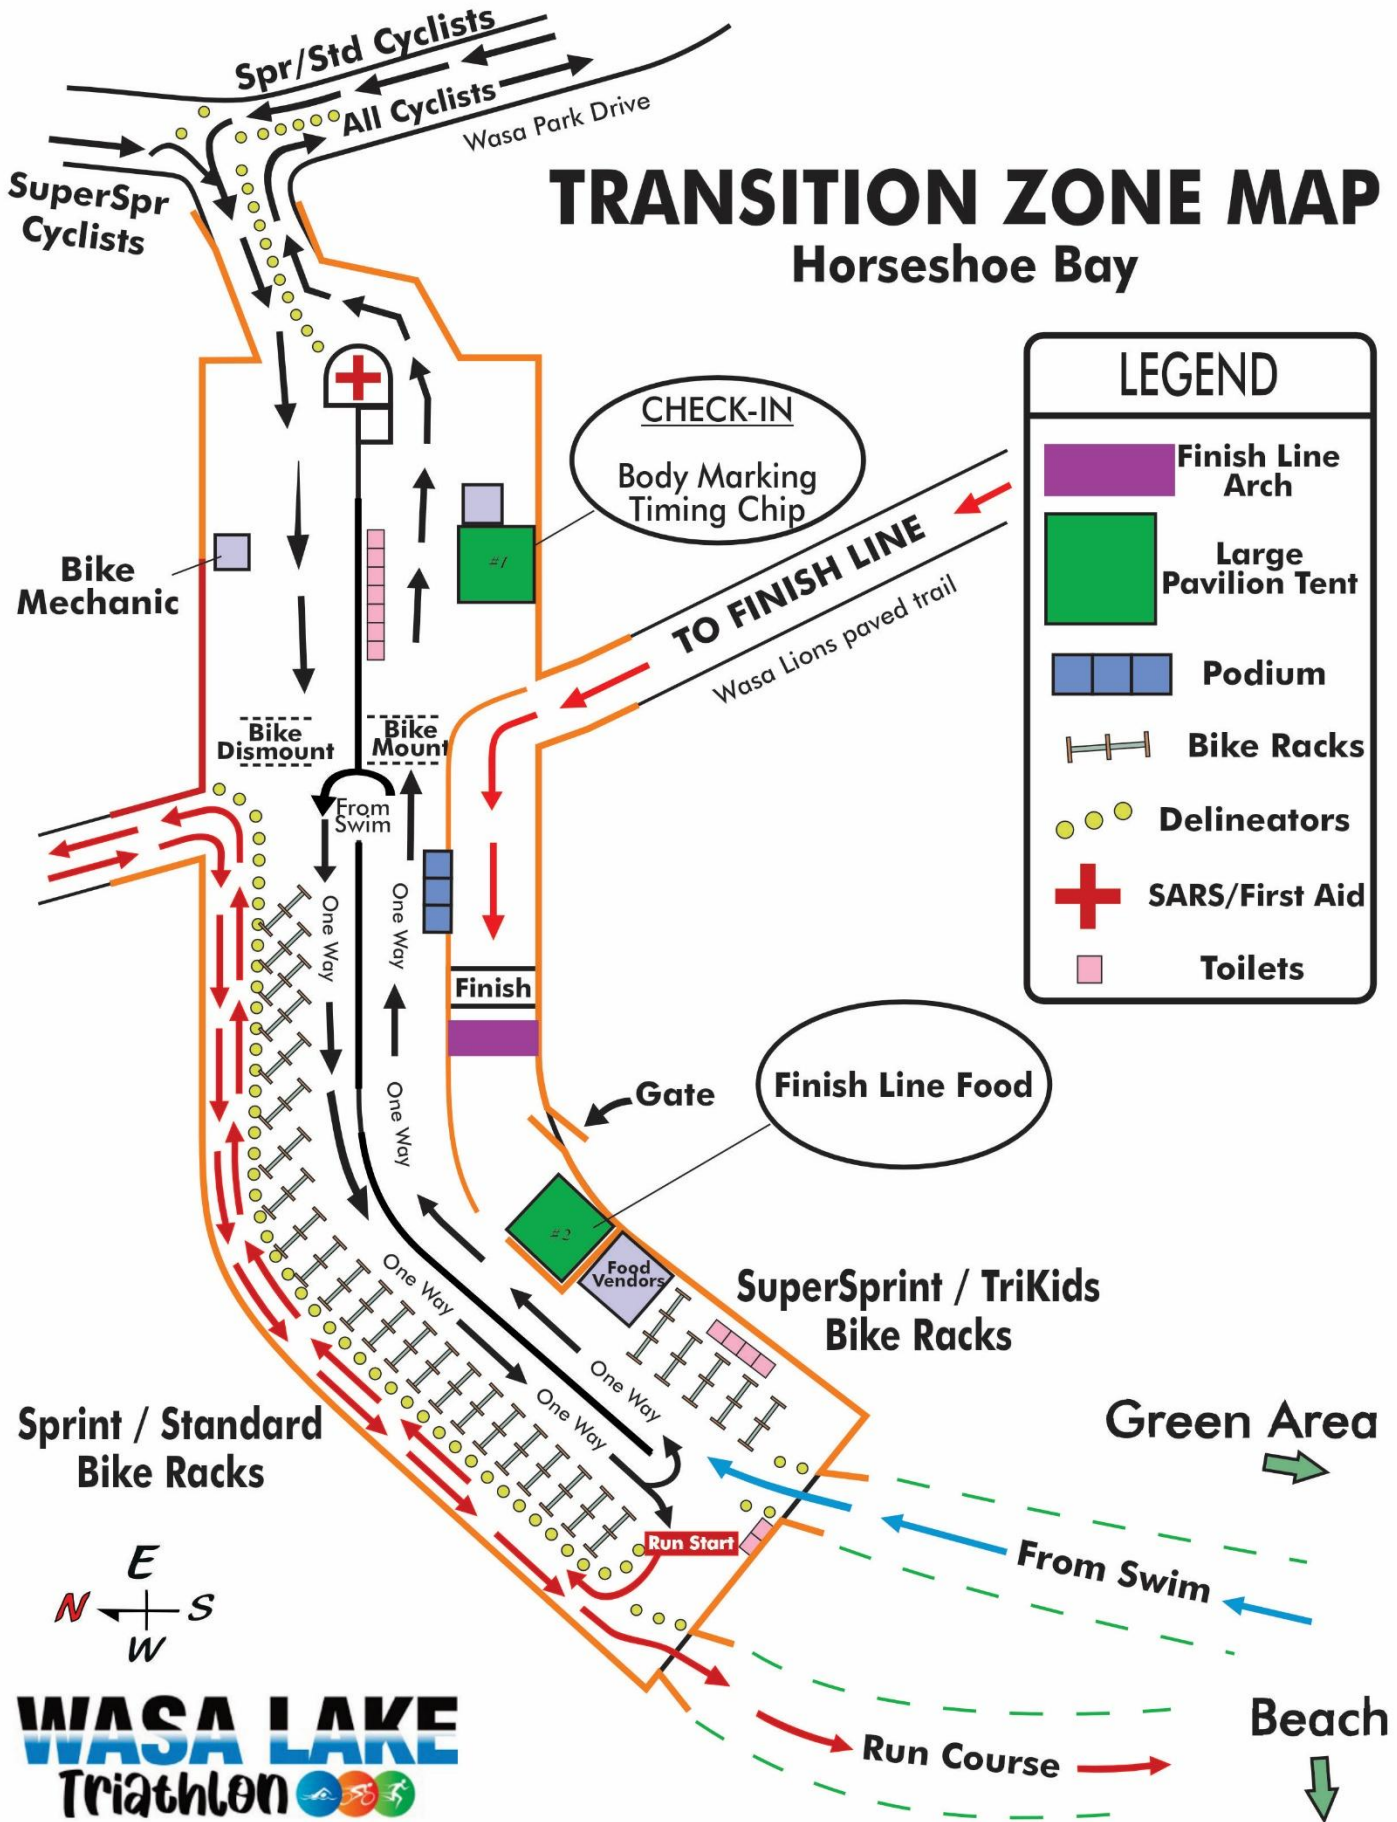 Spr/Std Cyclists
All Cyclists
Wasa Park Drive
SuperSpr
Cyclists
TRANSITION ZONE MAP
Horseshoe Bay
LEGEND
Finish Line
Arch
Large
Pavilion Tent
Podium
Bike Racks
Delineators
SARS/First Aid
Toilets
CHECK-IN
Body Marking
Timing Chip
#1
Bike
Mechanic
TO FINISH LINE
Wasa Lions paved trail
Bike
Dismount
Bike
Mount
From
Swim
One Way
One Way
Finish
One Way
Gate
Finish Line Food
#2
Food
Vendors
One Way
One Way
One Way
SuperSprint / TriKids
Bike Racks
Sprint / Standard
Bike Racks
Run Start
Green Area
From Swim
Beach
Run Course
E
N
S
W
WASA LAKE
Triathlon